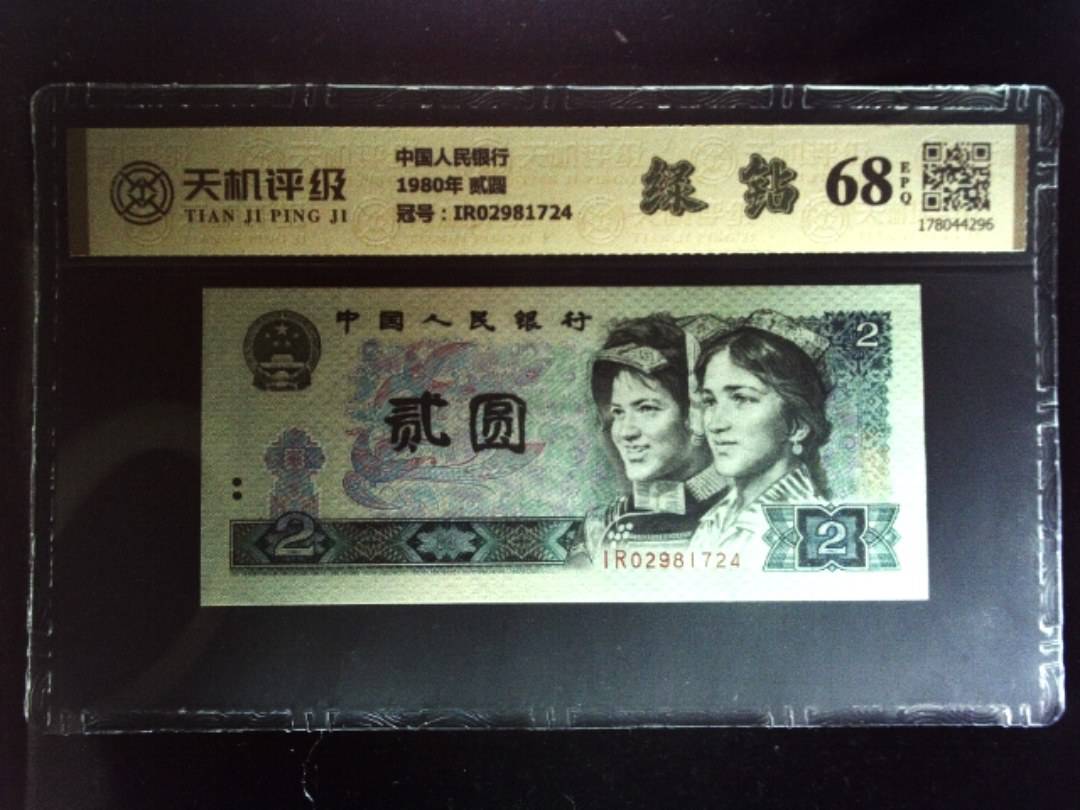 天机评级
TIAN JI PING JI
中国人民银行
1980年 贰圆
冠号：IR02981724
绿 钻
68
EPQ
178044296
中国人民银行
2
贰圆
2
IR02981724
2